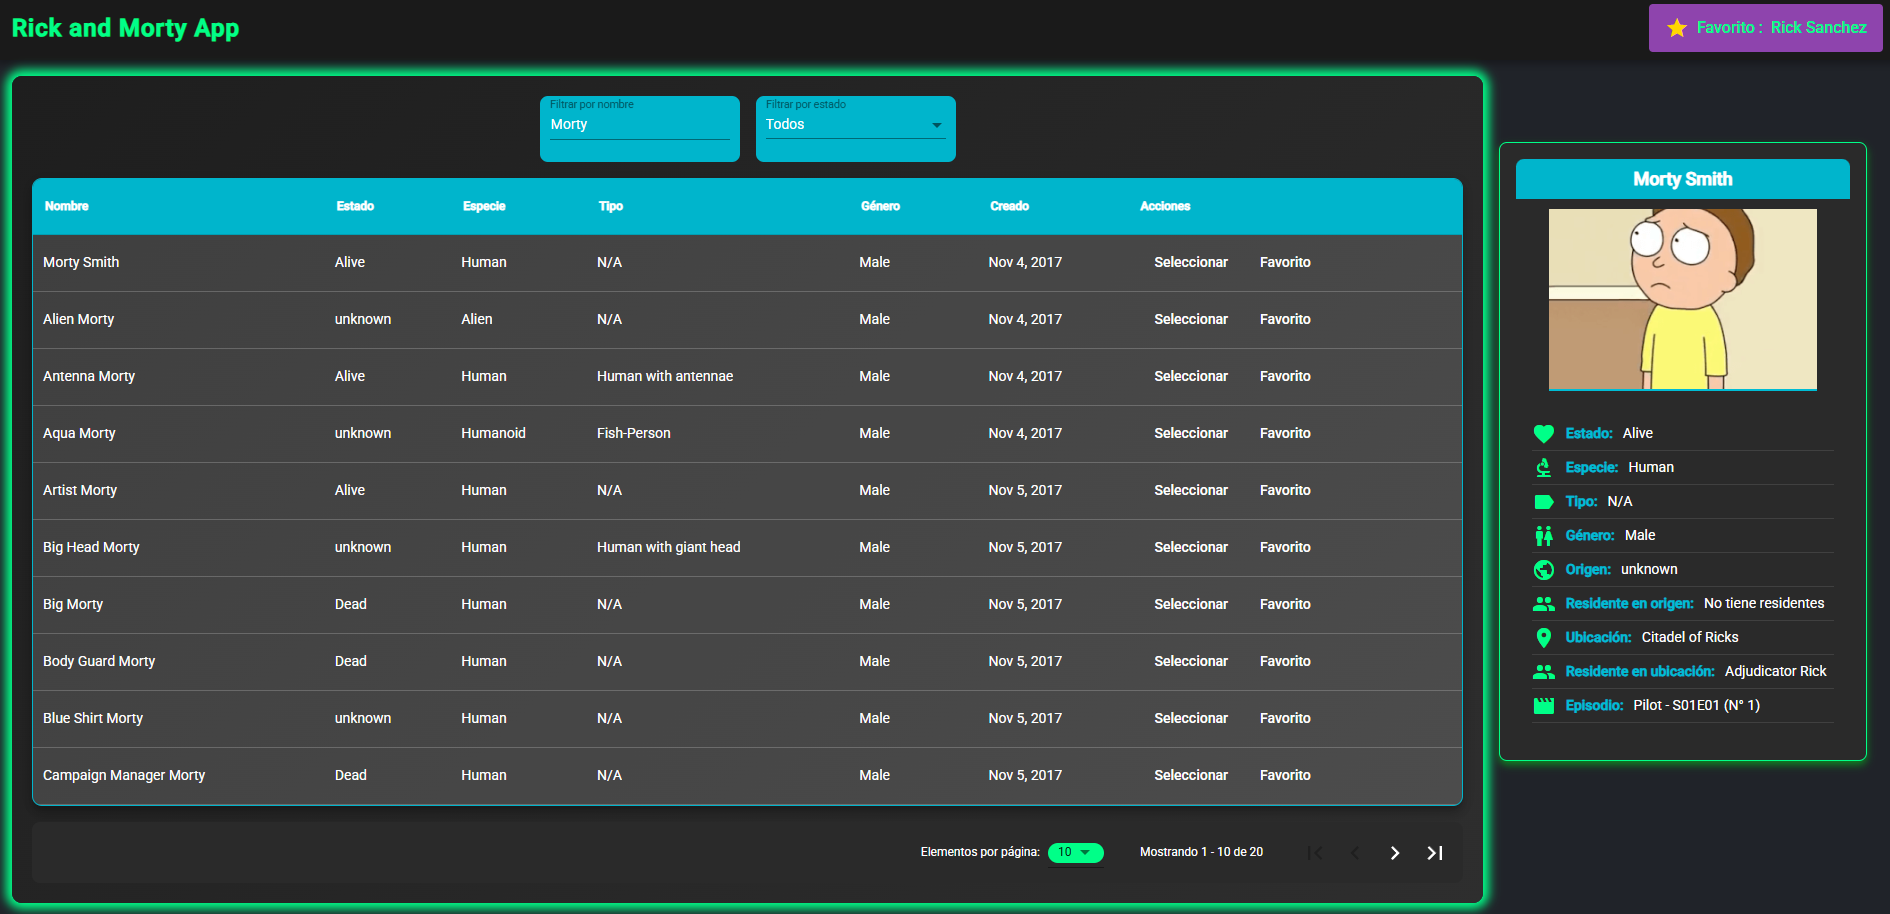 Rick and Morty App
Favorito : Rick Sanchez
Filtrar por nombre
Morty
Filtrar por estado
Todos
Nombre Estado Especie Tipo Género Creado Acciones
Morty Smith Alive Human N/A Male Nov 4, 2017 Seleccionar Favorito
Alien Morty unknown Alien N/A Male Nov 4, 2017 Seleccionar Favorito
Antenna Morty Alive Human Human with antennae Male Nov 4, 2017 Seleccionar Favorito
Aqua Morty unknown Humanoid Fish-Person Male Nov 4, 2017 Seleccionar Favorito
Artist Morty Alive Human N/A Male Nov 5, 2017 Seleccionar Favorito
Big Head Morty unknown Human Human with giant head Male Nov 5, 2017 Seleccionar Favorito
Big Morty Dead Human N/A Male Nov 5, 2017 Seleccionar Favorito
Body Guard Morty Dead Human N/A Male Nov 5, 2017 Seleccionar Favorito
Blue Shirt Morty unknown Human N/A Male Nov 5, 2017 Seleccionar Favorito
Campaign Manager Morty Dead Human N/A Male Nov 5, 2017 Seleccionar Favorito
Elementos por página: 10 Mostrando 1 - 10 de 20
Morty Smith
Estado: Alive
Especie: Human
Tipo: N/A
Género: Male
Origen: unknown
Residente en origen: No tiene residentes
Ubicación: Citadel of Ricks
Residente en ubicación: Adjudicator Rick
Episodio: Pilot - S01E01 (N° 1)